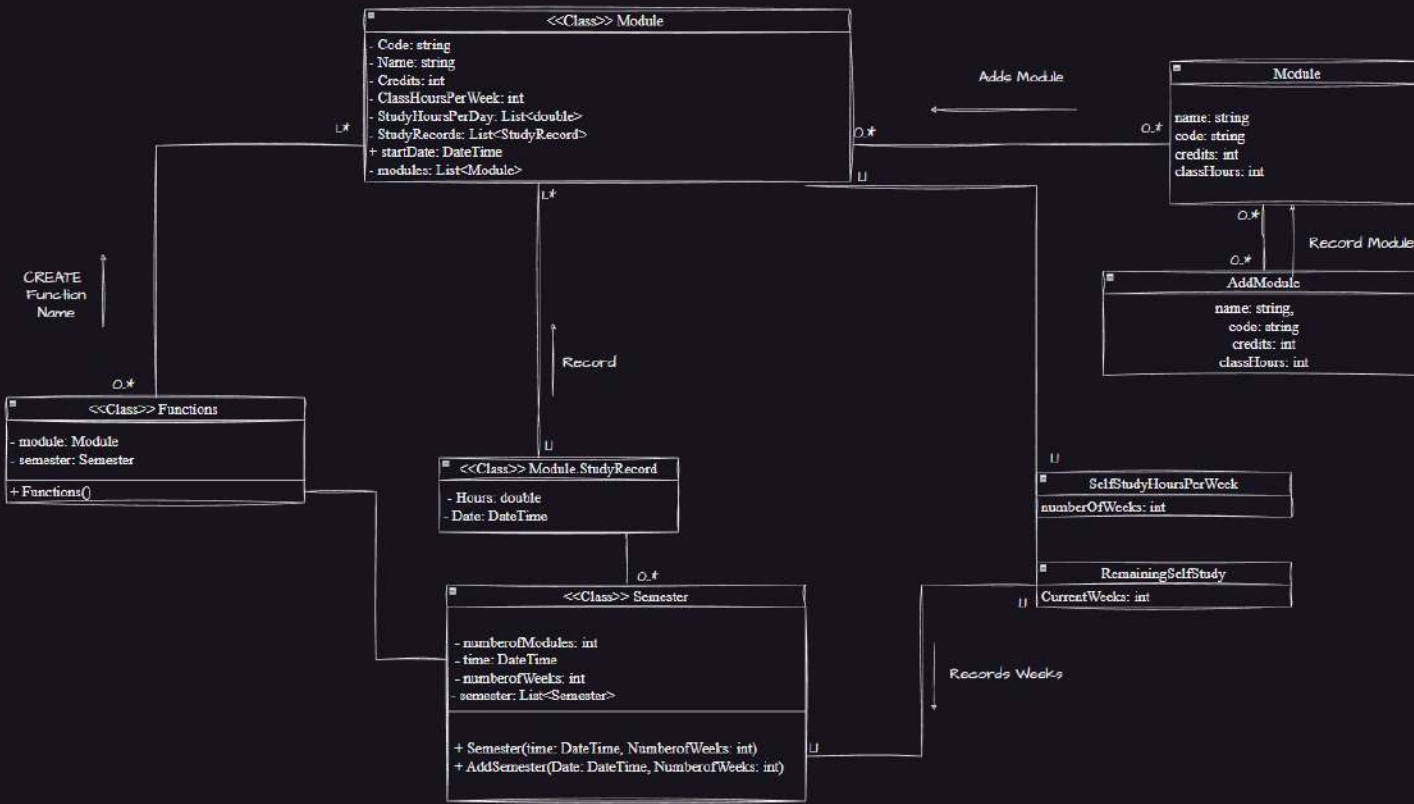 <<Class>> Module
- Code: string
- Name: string
- Credits: int
- ClassHoursPerWeek: int
- StudyHoursPerDay: List<double>
- StudyRecords: List<StudyRecord>
+ startDate: DateTime
- modules: List<Module>
Adds Module
Module
name: string
code: string
credits: int
classHours: int
1..*
0..*
0..*
1..1
1..*
0..*
Record Module
0..*
AddModule
name: string,
code: string
credits: int
classHours: int
CREATE
Function
Name
Record
0..*
<<Class>> Functions
- module: Module
- semester: Semester
+ Functions()
1..1
<<Class>> Module.StudyRecord
- Hours: double
- Date: DateTime
1..1
SelfStudyHoursPerWeek
numberOfWeeks: int
RemainingSelfStudy
CurrentWeeks: int
0..*
1..1
<<Class>> Semester
- numberofModules: int
- time: DateTime
- numberofWeeks: int
- semester: List<Semester>
+ Semester(time: DateTime, NumberofWeeks: int)
+ AddSemester(Date: DateTime, NumberofWeeks: int)
Records Weeks
1..1